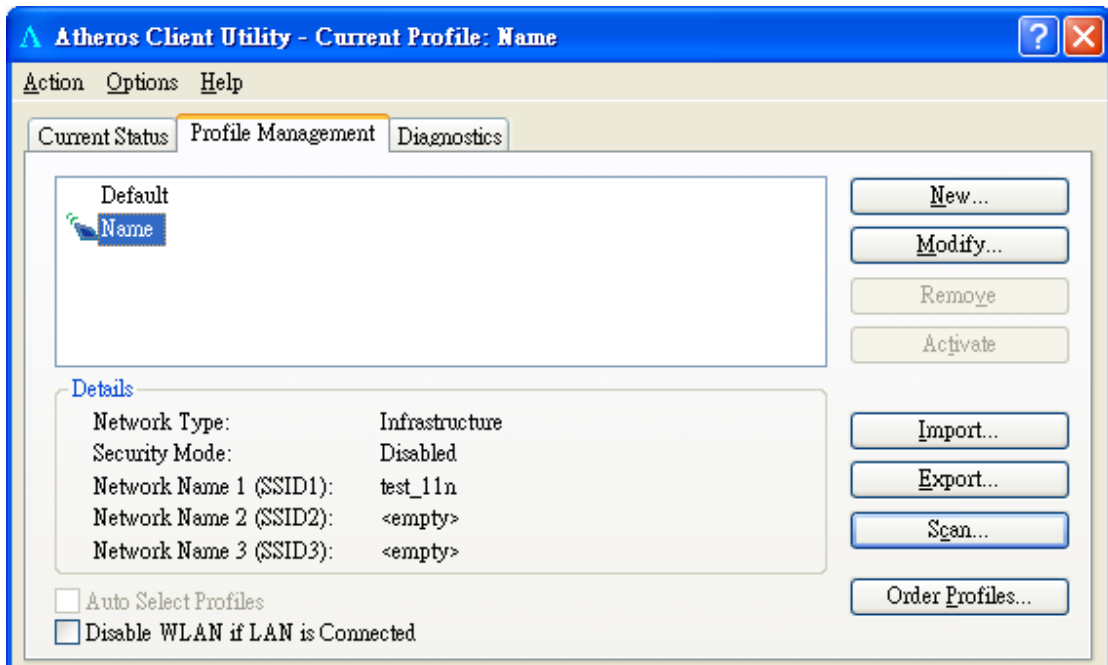 Atheros Client Utility - Current Profile: Name
Action Options Help
Current Status Profile Management Diagnostics
Default
Name
New...
Modify...
Remove
Activate
Details
Network Type: Infrastructure
Security Mode: Disabled
Network Name 1 (SSID1): test_11n
Network Name 2 (SSID2): <empty>
Network Name 3 (SSID3): <empty>
Import...
Export...
Scan...
Order Profiles...
Auto Select Profiles
Disable WLAN if LAN is Connected